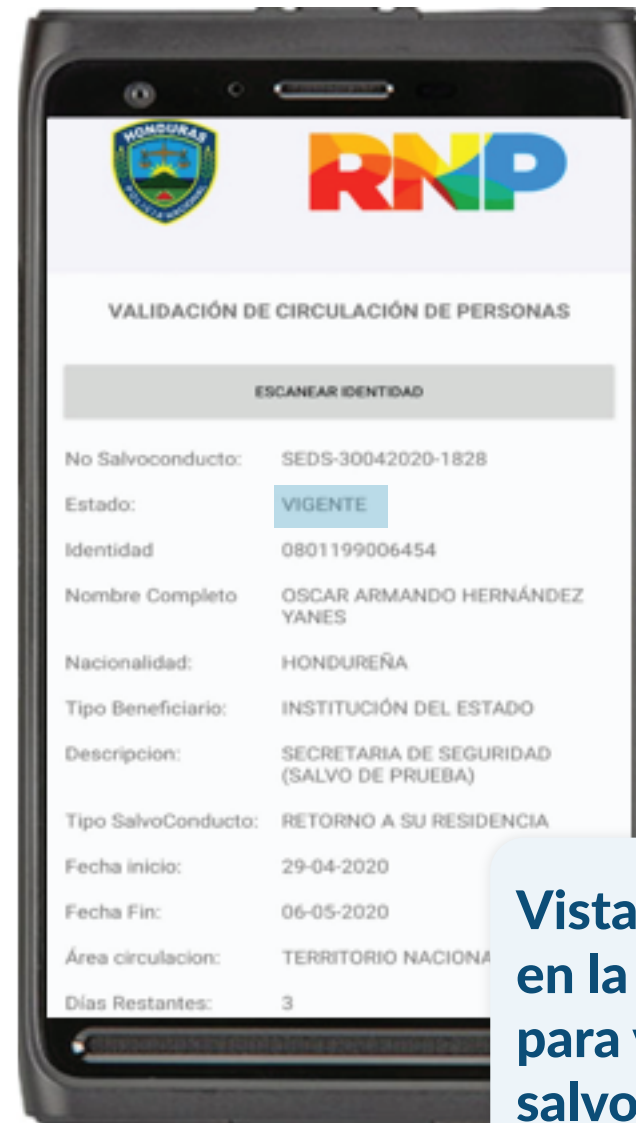 HONDURAS
POLICIA NACIONAL
RNP
VALIDACIÓN DE CIRCULACIÓN DE PERSONAS
ESCANEAR IDENTIDAD
No Salvoconducto: SEDS-30042020-1828
Estado: VIGENTE
Identidad 0801199006454
Nombre Completo OSCAR ARMANDO HERNÁNDEZ
YANES
Nacionalidad: HONDUREÑA
Tipo Beneficiario: INSTITUCIÓN DEL ESTADO
Descripcion: SECRETARIA DE SEGURIDAD
(SALVO DE PRUEBA)
Tipo SalvoConducto: RETORNO A SU RESIDENCIA
Fecha inicio: 29-04-2020
Fecha Fin: 06-05-2020
Área circulacion: TERRITORIO NACIONA
Días Restantes: 3
Vista
en la
para
salvo